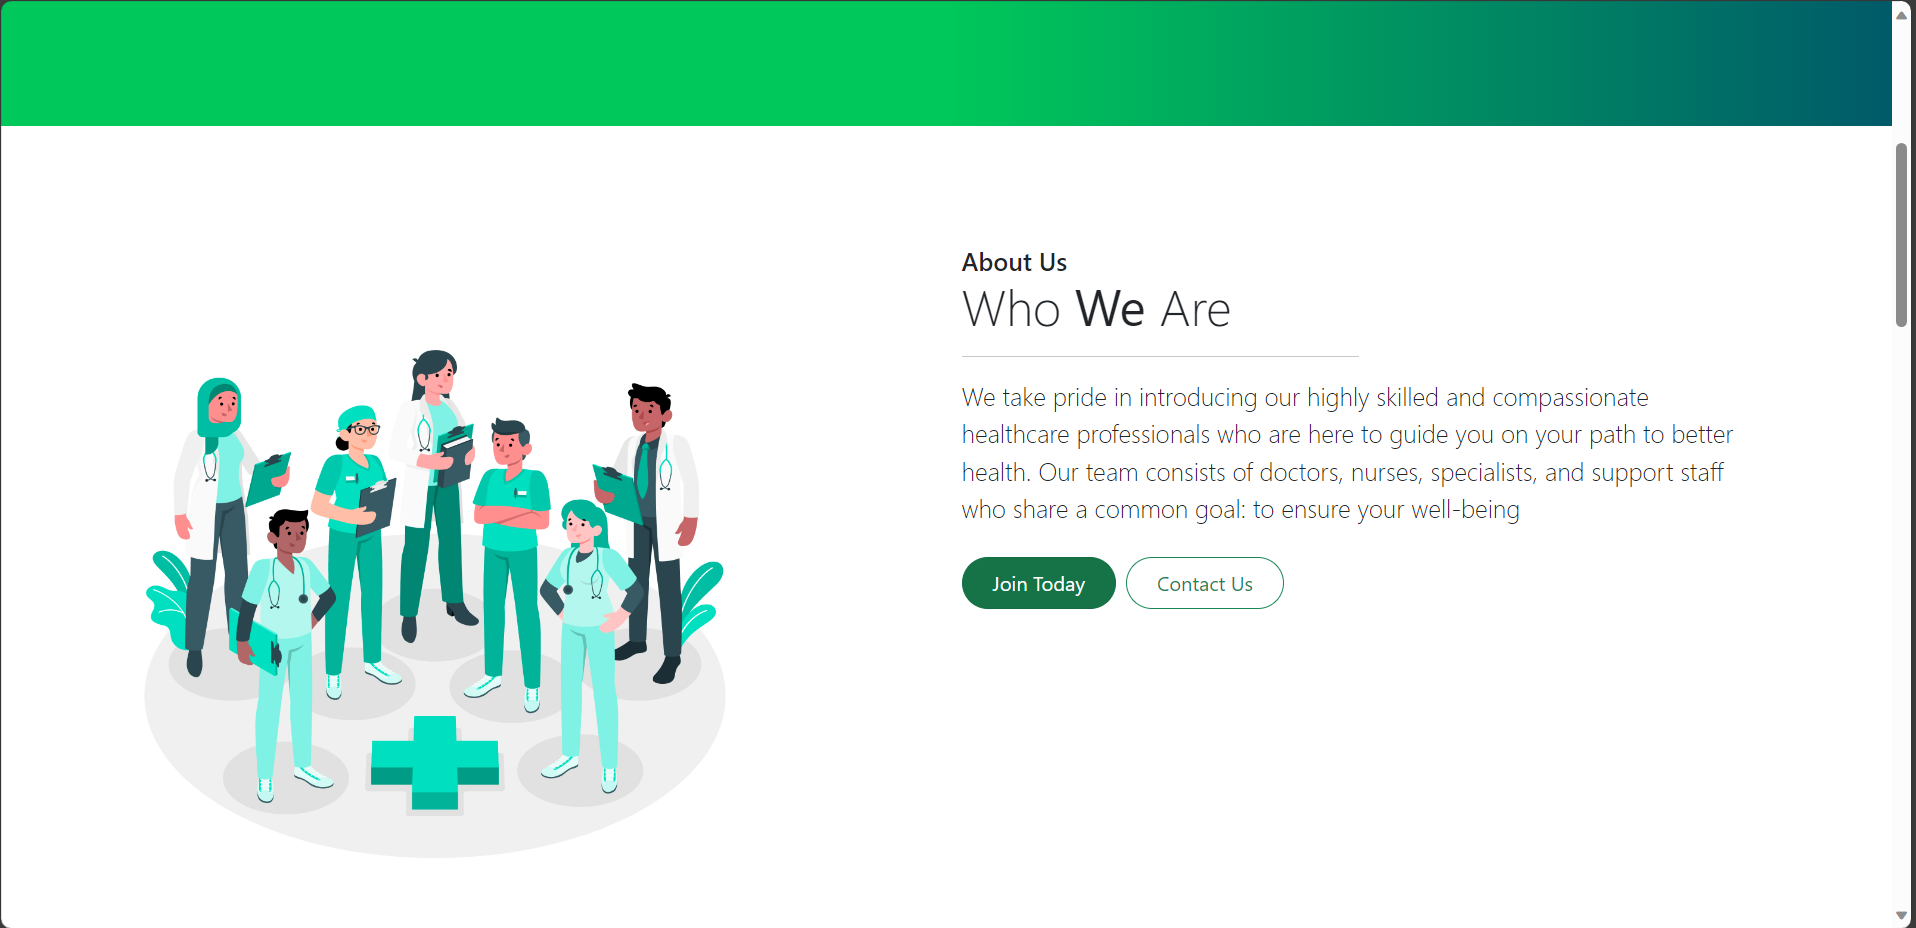 About Us
Who We Are
We take pride in introducing our highly skilled and compassionate
healthcare professionals who are here to guide you on your path to better
health. Our team consists of doctors, nurses, specialists, and support staff
who share a common goal: to ensure your well-being
Join Today
Contact Us